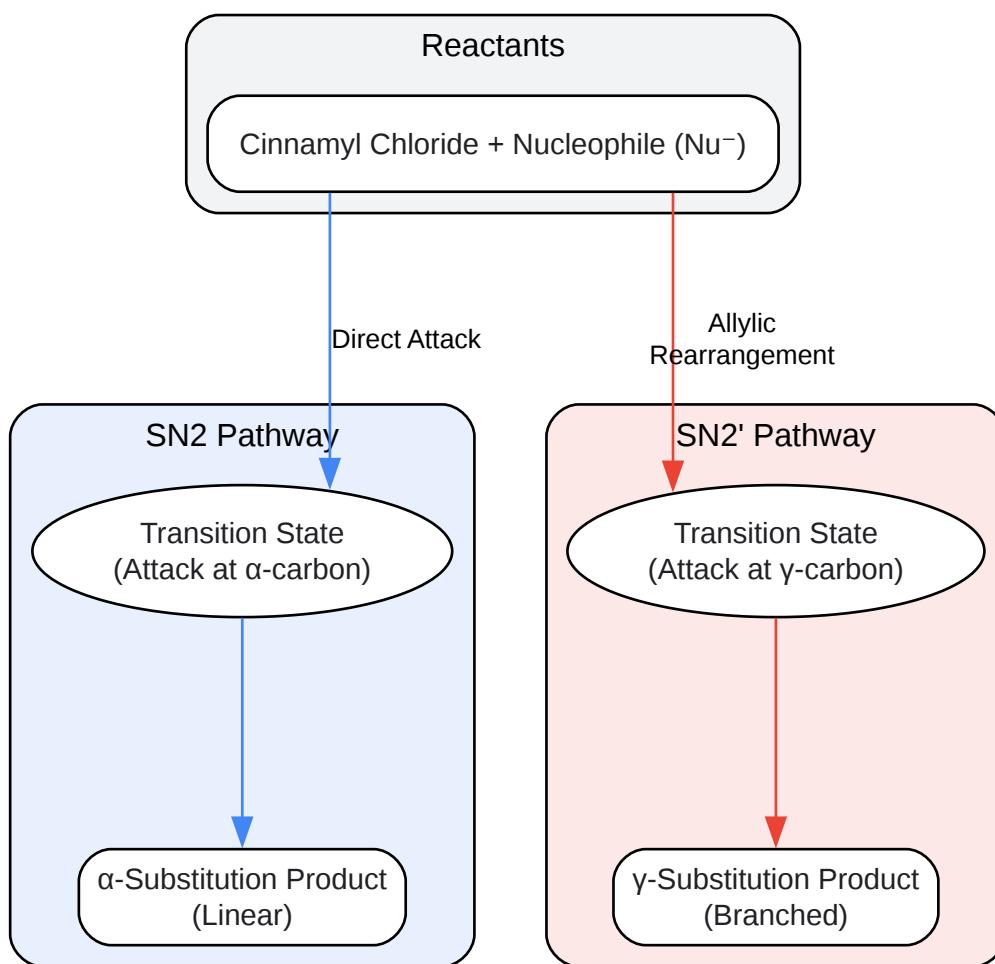 Reactants
Cinnamyl Chloride + Nucleophile (Nu⁻)
Direct Attack
Allylic
Rearrangement
SN2 Pathway
Transition State
(Attack at α-carbon)
α-Substitution Product
(Linear)
SN2' Pathway
Transition State
(Attack at γ-carbon)
γ-Substitution Product
(Branched)